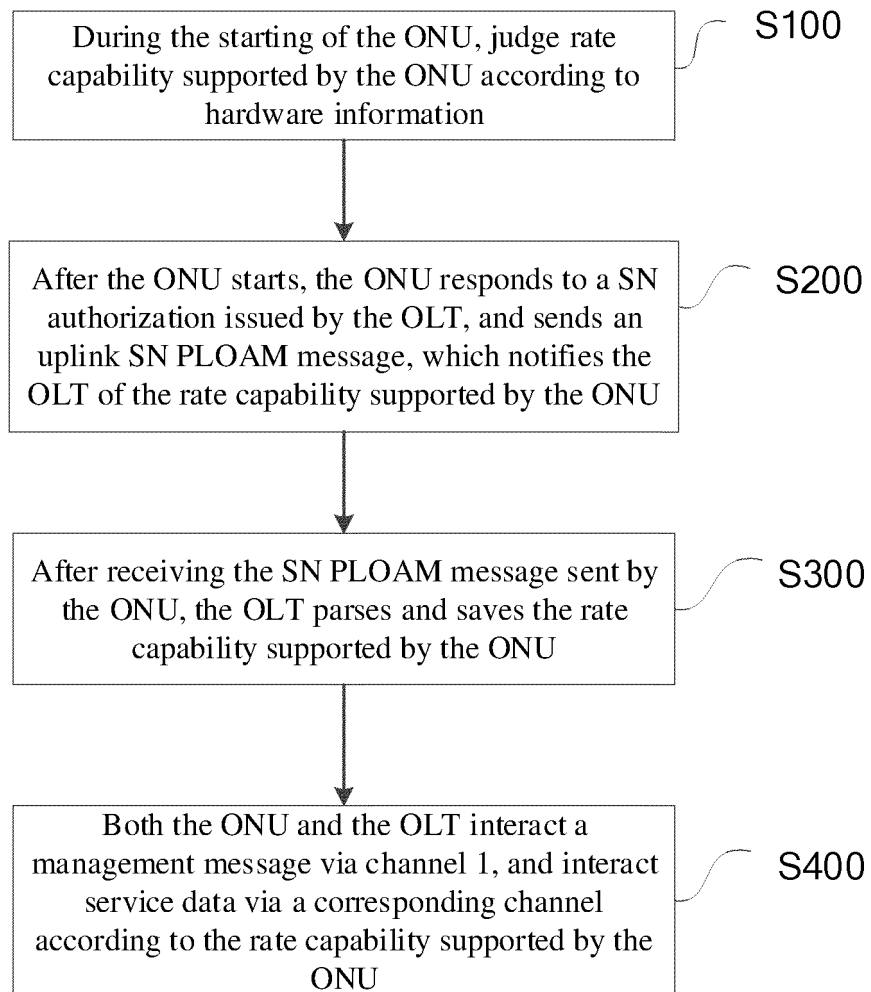 During the starting of the ONU, judge rate
capability supported by the ONU according to
hardware information
S100
After the ONU starts, the ONU responds to a SN
authorization issued by the OLT, and sends an
uplink SN PLOAM message, which notifies the
OLT of the rate capability supported by the ONU
S200
After receiving the SN PLOAM message sent by
the ONU, the OLT parses and saves the rate
capability supported by the ONU
S300
Both the ONU and the OLT interact a
management message via channel 1, and interact
service data via a corresponding channel
according to the rate capability supported by the
ONU
S400